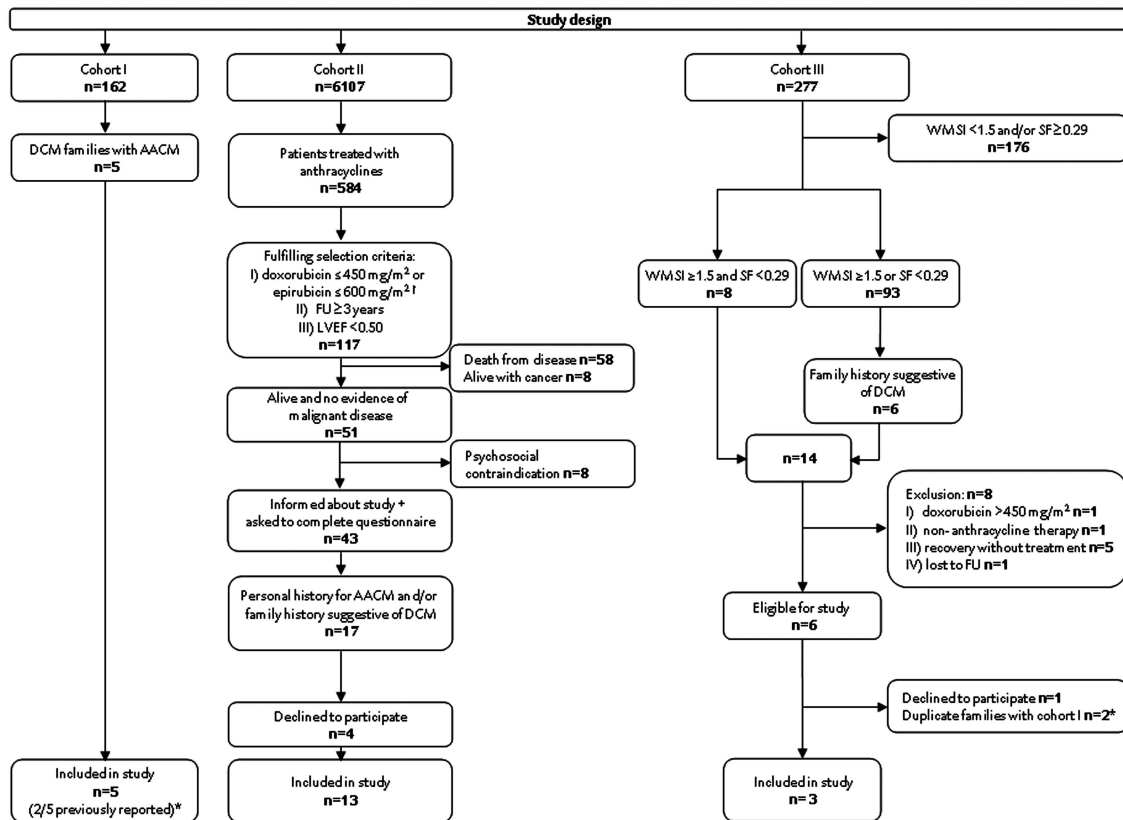 Study design
Cohort I
n=162
DCM families with AACM
n=5
Included in study
n=5
(2/5 previously reported)*
Cohort II
n=6107
Patients treated with
anthracyclines
n=584
Fulfilling selection criteria:
I) doxorubicin ≤450 mg/m² or
epirubicin ≤600 mg/m² †
II) FU ≥3 years
III) LVEF <0.50
n=117
Death from disease n=58
Alive with cancer n=8
Alive and no evidence of
malignant disease
n=51
Psychosocial
contraindication n=8
Informed about study +
asked to complete questionnaire
n=43
Personal history for AACM and/or
family history suggestive of DCM
n=17
Declined to participate
n=4
Included in study
n=13
Cohort III
n=277
WMSI <1.5 and/or SF ≥0.29
n=176
WMSI ≥1.5 and SF <0.29
n=8
WMSI ≥1.5 or SF <0.29
n=93
Family history suggestive
of DCM
n=6
n=14
Exclusion: n=8
I) doxorubicin >450 mg/m² n=1
II) non-anthracycline therapy n=1
III) recovery without treatment n=5
IV) lost to FU n=1
Eligible for study
n=6
Declined to participate n=1
Duplicate families with cohort I n=2*
Included in study
n=3